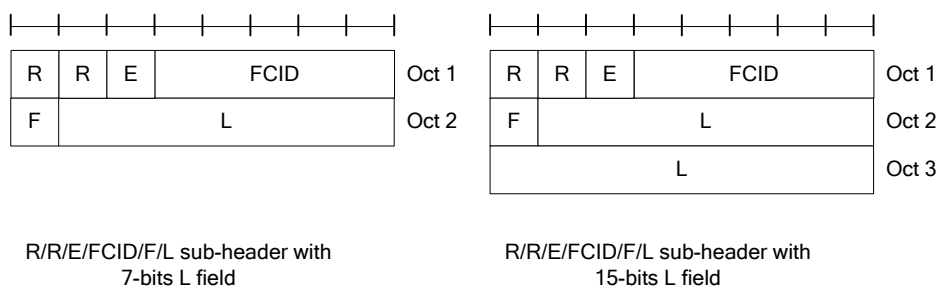 R R E FCID Oct 1
F L Oct 2
R/R/E/FCID/F/L sub-header with
7-bits L field
R R E FCID Oct 1
F L Oct 2
L Oct 3
R/R/E/FCID/F/L sub-header with
15-bits L field